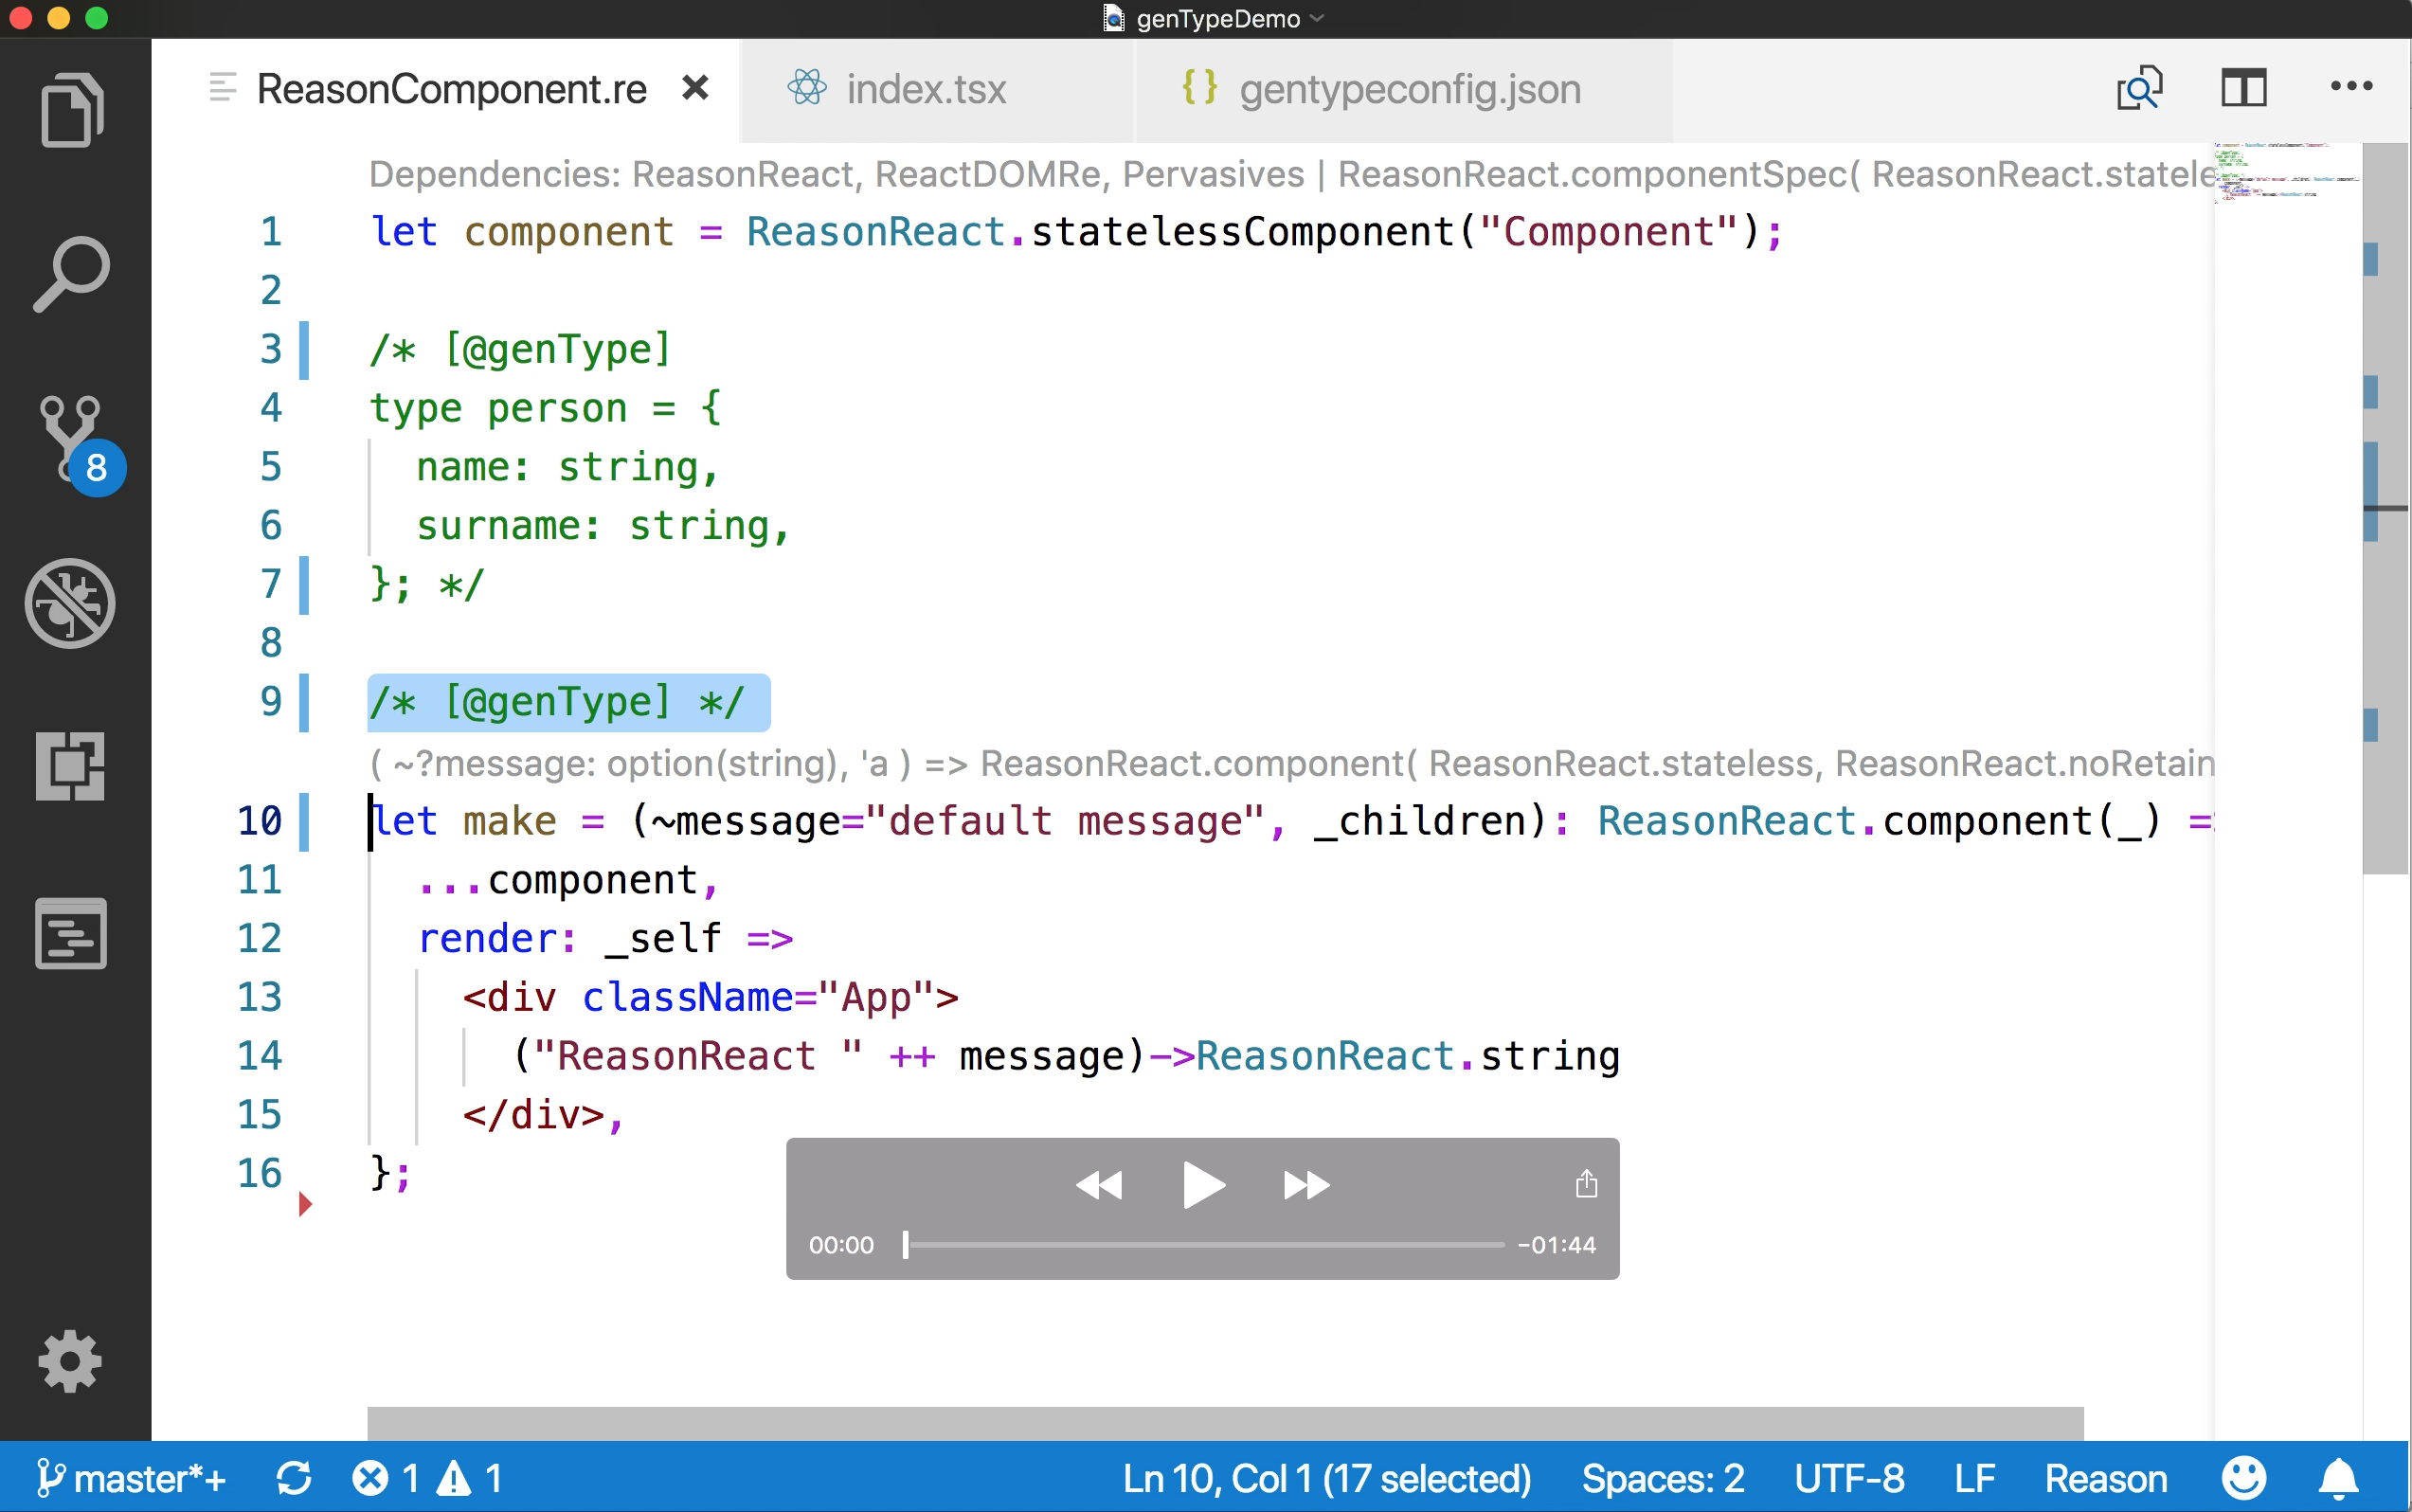 genTypeDemo
ReasonComponent.re
index.tsx
{} gentypeconfig.json
Dependencies: ReasonReact, ReactDOMRe, Pervasives | ReasonReact.componentSpec( ReasonReact.statele
1 let component = ReasonReact.statelessComponent("Component");
2
3 /* [@genType]
4 type person = {
5   name: string,
6   surname: string,
7 }; */
8
9 /* [@genType] */
( ~?message: option(string), 'a ) => ReasonReact.component( ReasonReact.stateless, ReasonReact.noRetain
10 let make = (~message="default message", _children): ReasonReact.component(_) =>
11   ...component,
12   render: _self =>
13     <div className="App">
14       ("ReasonReact " ++ message)->ReasonReact.string
15     </div>,
16 };
8
00:00
-01:44
master*+
1
1
Ln 10, Col 1 (17 selected)
Spaces: 2
UTF-8
LF
Reason